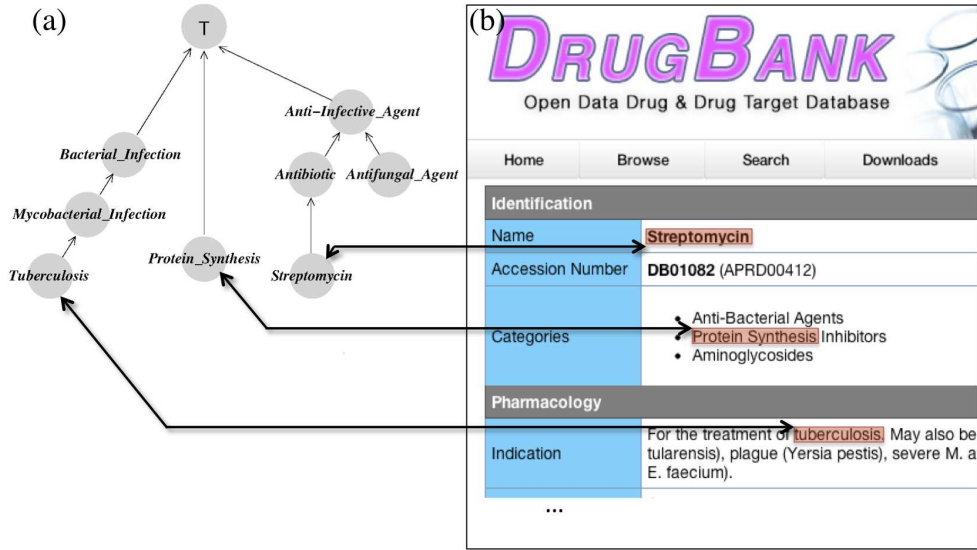 (a)
T
Anti-Infective_Agent
Bacterial_Infection
Antibiotic
Antifungal_Agent
Mycobacterial_Infection
Protein_Synthesis
Tuberculosis
Streptomycin
(b)
DRUGBANK
Open Data Drug & Drug Target Database
Home Browse Search Downloads
Identification
Name Streptomycin
Accession Number DB01082 (APRD00412)
Categories
• Anti-Bacterial Agents
• Protein Synthesis Inhibitors
• Aminoglycosides
Pharmacology
Indication
For the treatment of tuberculosis. May also be
tularensis), plague (Yersia pestis), severe M. a
E. faecium).
...